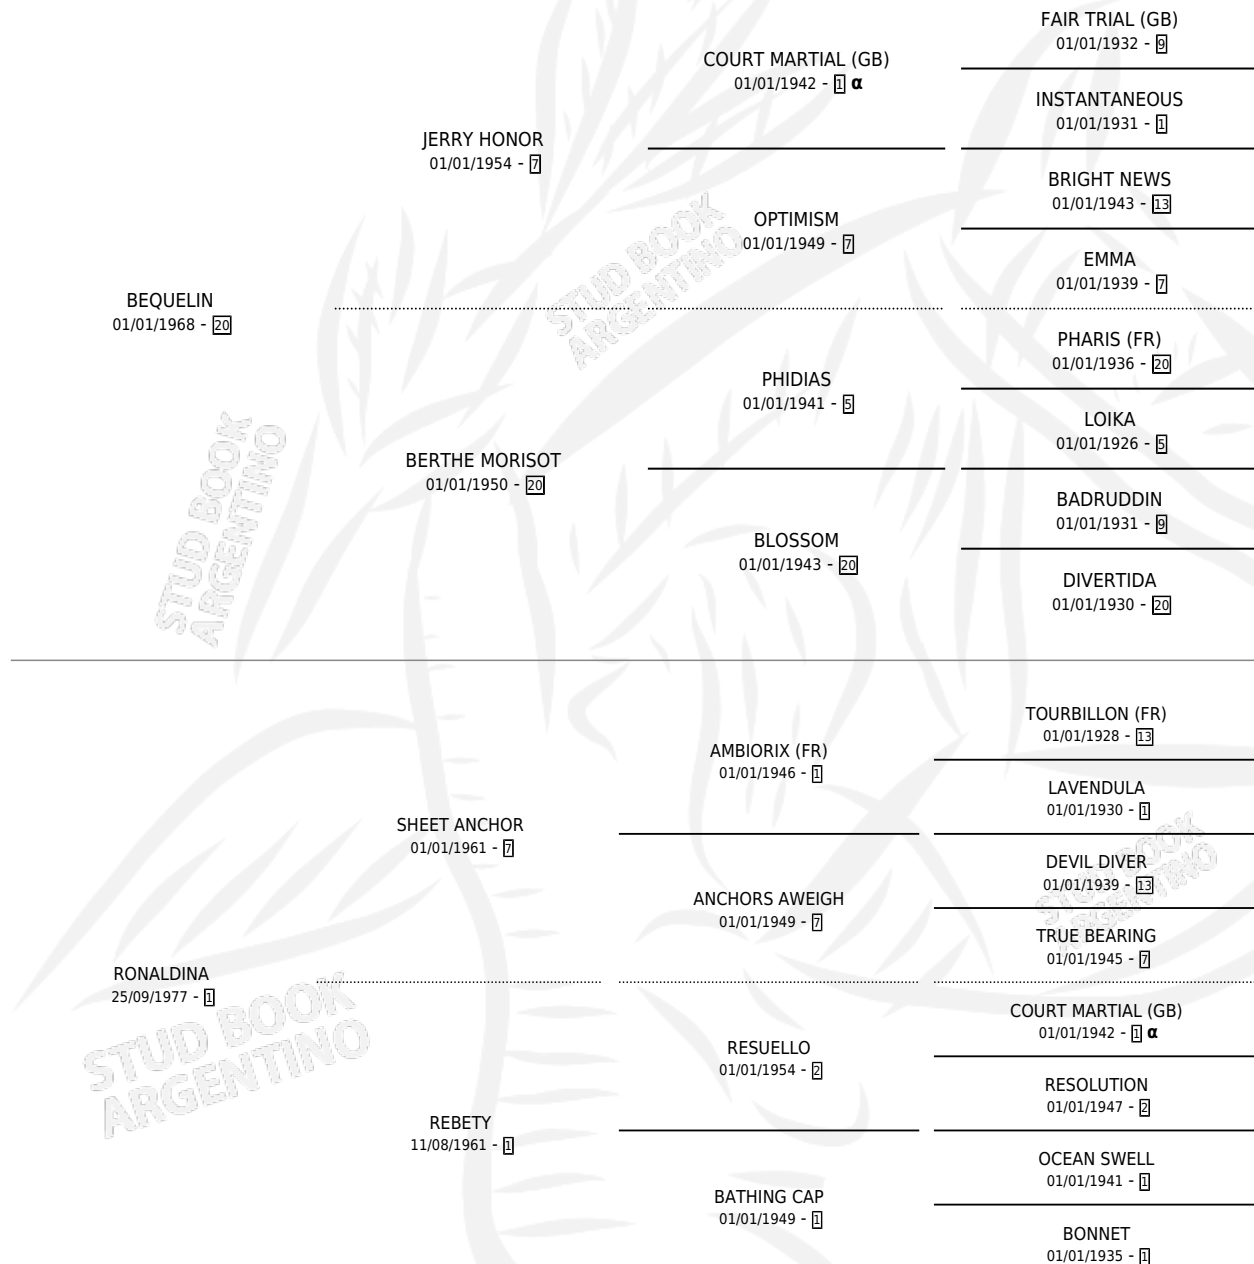 FAIR TRIAL (GB)
01/01/1932 - 9
COURT MARTIAL (GB)
01/01/1942 - 1 α
INSTANTANEOUS
01/01/1931 - 1
JERRY HONOR
01/01/1954 - 7
BRIGHT NEWS
01/01/1943 - 13
OPTIMISM
01/01/1949 - 7
EMMA
01/01/1939 - 7
BEQUELIN
01/01/1968 - 20
PHARIS (FR)
01/01/1936 - 20
PHIDIAS
01/01/1941 - 5
LOIKA
01/01/1926 - 5
BERTHE MORISOT
01/01/1950 - 20
BADRUDDIN
01/01/1931 - 9
BLOSSOM
01/01/1943 - 20
DIVERTIDA
01/01/1930 - 20
STUD BOOK
ARGENTINO
STUD BOOK
ARGENTINO
TOURBILLON (FR)
01/01/1928 - 13
AMBIORIX (FR)
01/01/1946 - 1
LAVENDULA
01/01/1930 - 1
SHEET ANCHOR
01/01/1961 - 7
DEVIL DIVER
01/01/1939 - 13
ANCHORS AWEIGH
01/01/1949 - 7
TRUE BEARING
01/01/1945 - 7
RONALDINA
25/09/1977 - 1
COURT MARTIAL (GB)
01/01/1942 - 1 α
RESUELLO
01/01/1954 - 2
RESOLUTION
01/01/1947 - 2
REBETY
11/08/1961 - 1
OCEAN SWELL
01/01/1941 - 1
BATHING CAP
01/01/1949 - 1
BONNET
01/01/1935 - 1
STUD BOOK
ARGENTINO
STUD BOOK
ARGENTINO